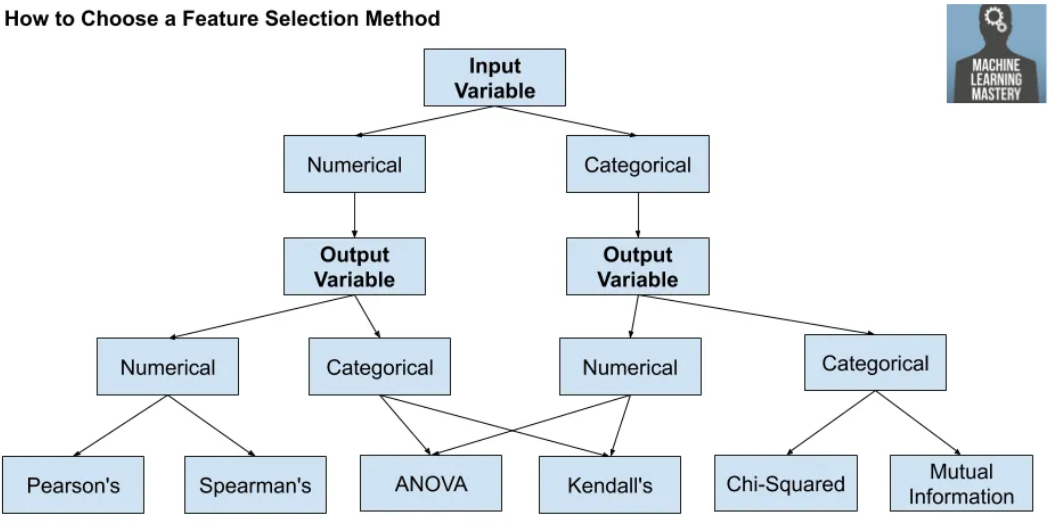 How to Choose a Feature Selection Method
MACHINE
LEARNING
MASTERY
Input
Variable
Numerical
Categorical
Output
Variable
Output
Variable
Numerical
Categorical
Numerical
Categorical
Pearson's
Spearman's
ANOVA
Kendall's
Chi-Squared
Mutual
Information